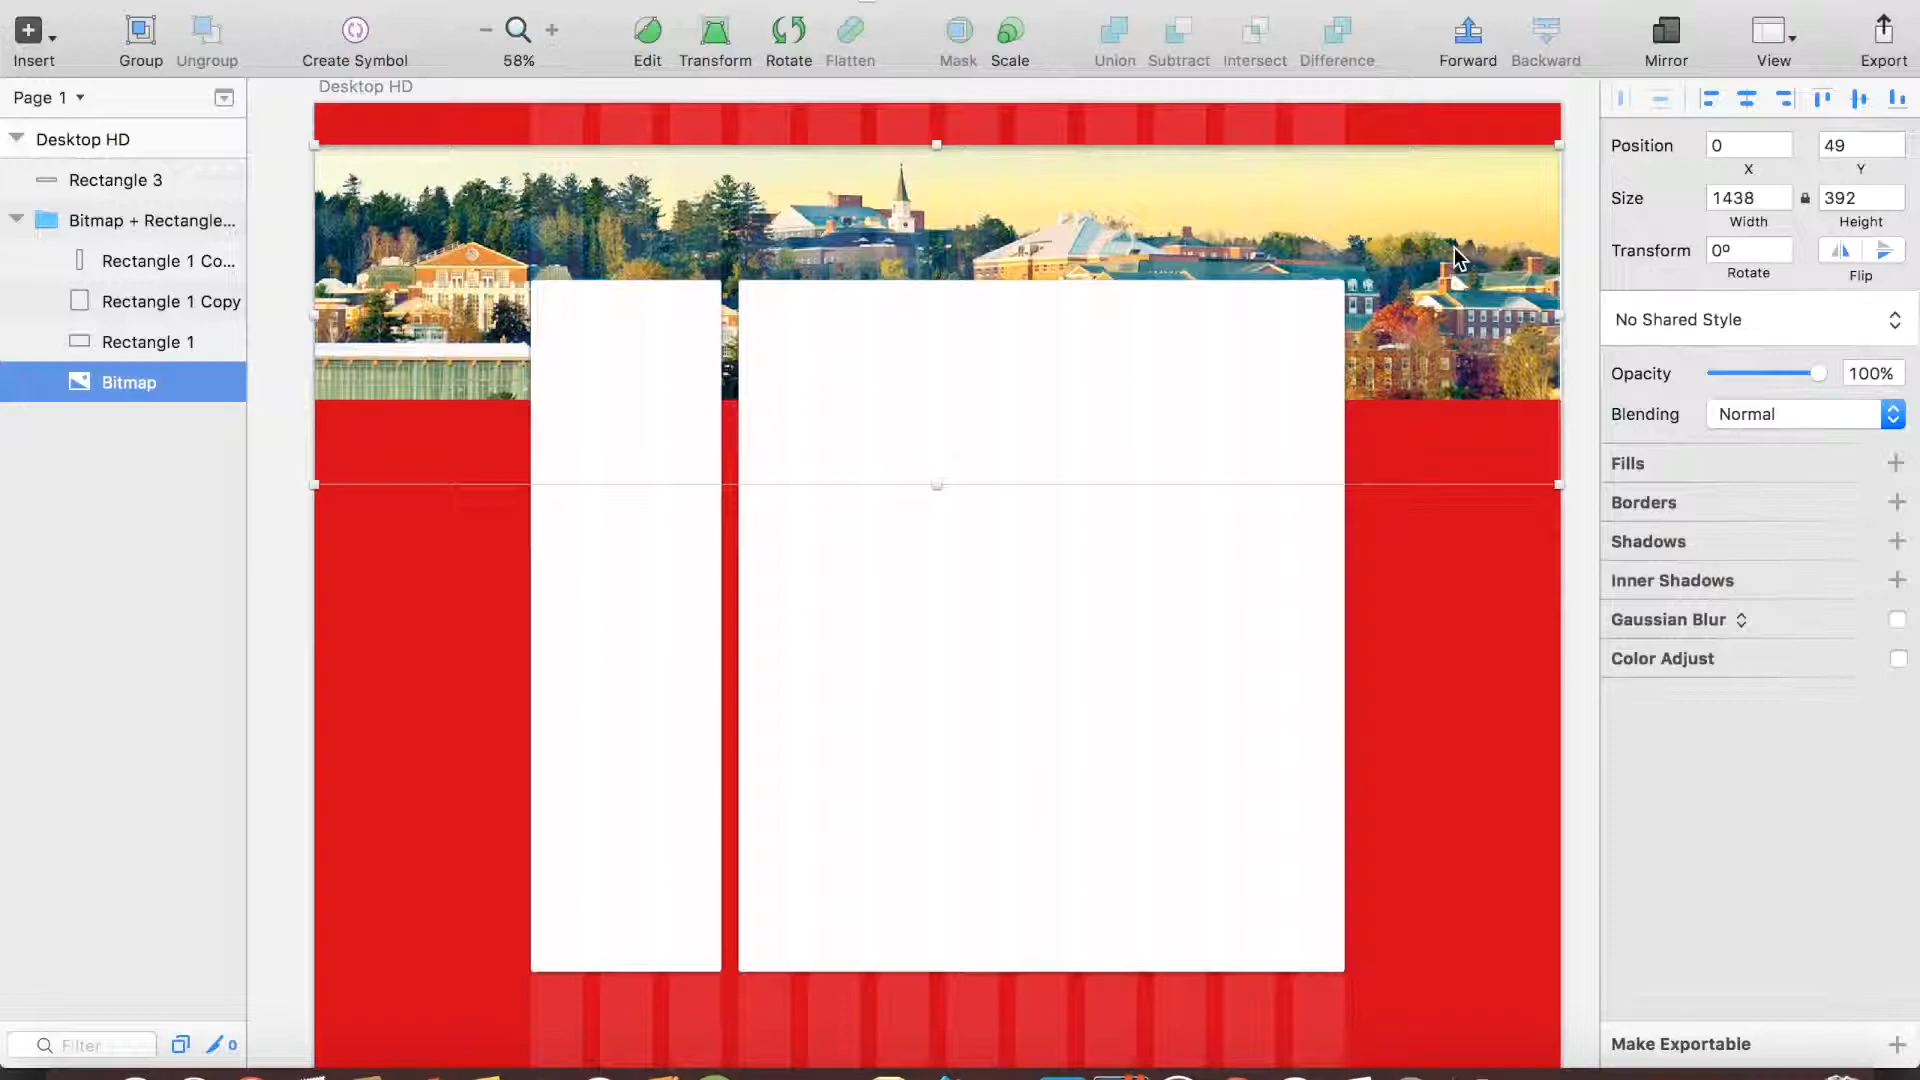 Insert
Group
Ungroup
Create Symbol
58%
Edit
Transform
Rotate
Flatten
Mask
Scale
Union
Subtract
Intersect
Difference
Forward
Backward
Mirror
View
Export
Page 1
Desktop HD
Rectangle 3
Bitmap + Rectangle...
Rectangle 1 Co...
Rectangle 1 Copy
Rectangle 1
Bitmap
Filter
0
Desktop HD
Position 0 49
X Y
Size 1438 392
Width Height
Transform 0º
Rotate Flip
No Shared Style
Opacity 100%
Blending Normal
Fills
Borders
Shadows
Inner Shadows
Gaussian Blur
Color Adjust
Make Exportable